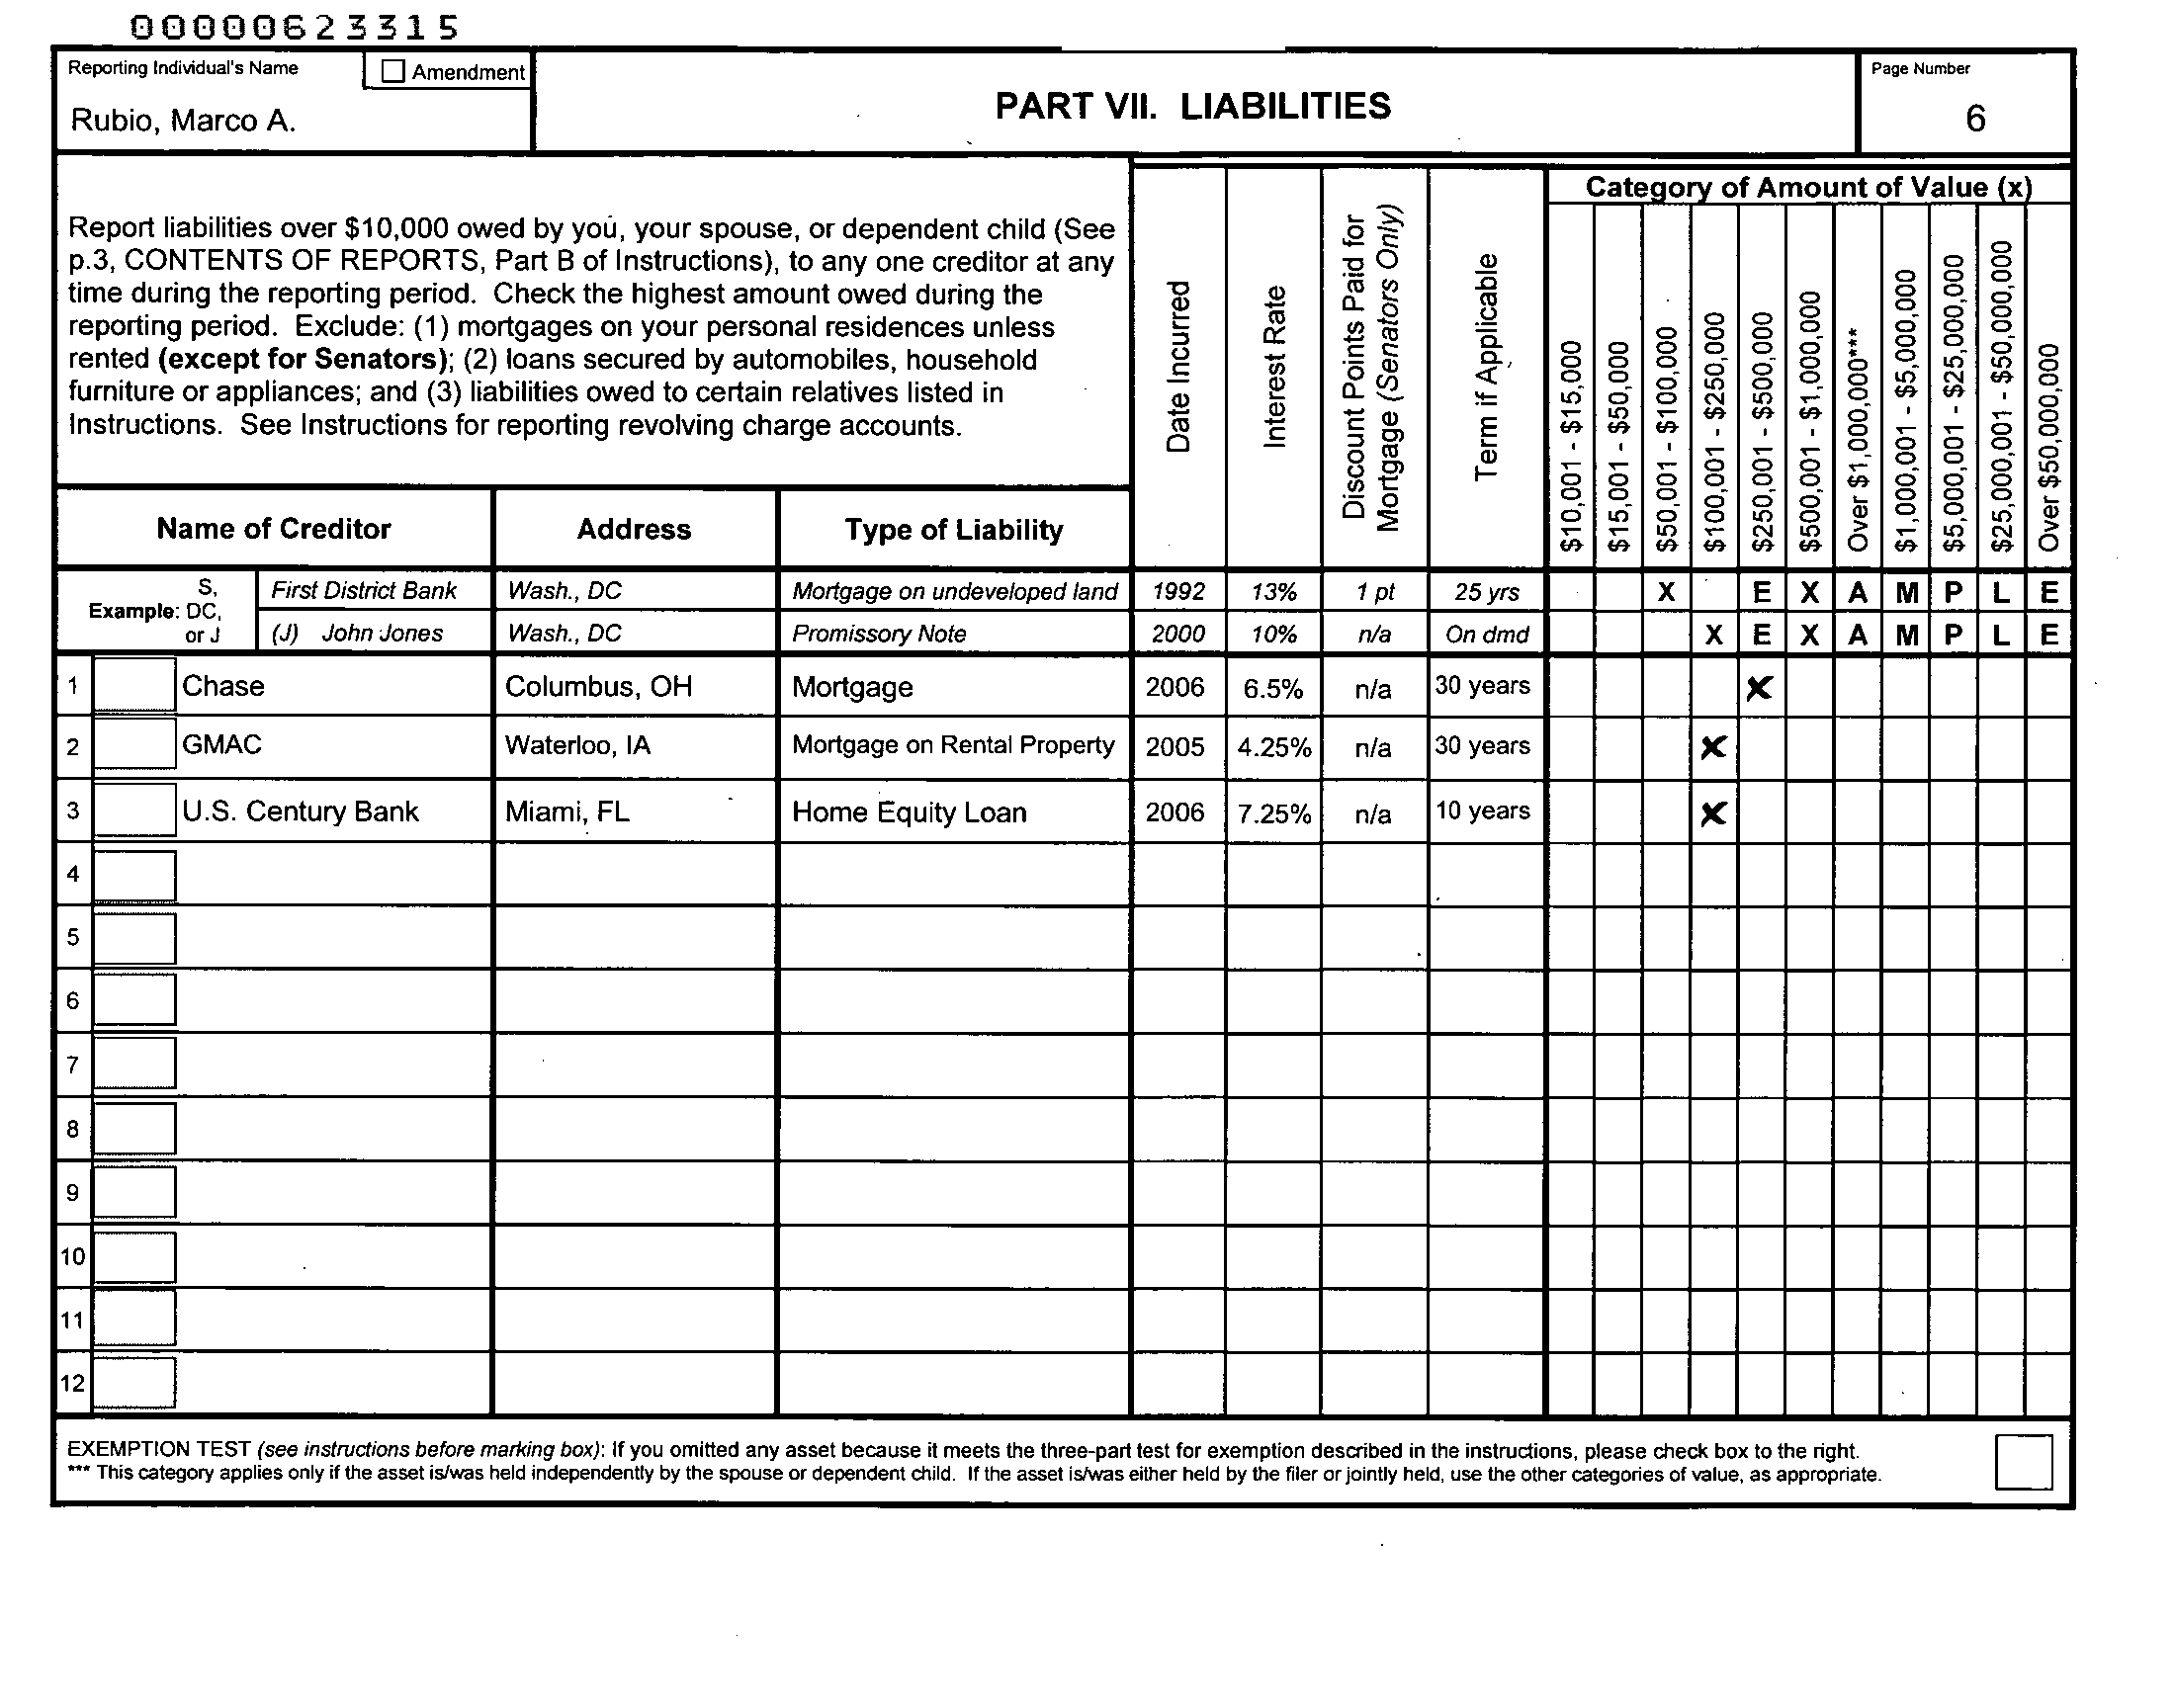 00000623315
Reporting Individual's Name
Amendment
Rubio, Marco A.
PART VII. LIABILITIES
Page Number
6
Report liabilities over $10,000 owed by you, your spouse, or dependent child (See
p.3, CONTENTS OF REPORTS, Part B of Instructions), to any one creditor at any
time during the reporting period. Check the highest amount owed during the
reporting period. Exclude: (1) mortgages on your personal residences unless
rented (except for Senators); (2) loans secured by automobiles, household
furniture or appliances; and (3) liabilities owed to certain relatives listed in
Instructions. See Instructions for reporting revolving charge accounts.
Date Incurred
Interest Rate
Discount Points Paid for
Mortgage (Senators Only)
Term if Applicable
Category of Amount of Value (x)
$10,001 - $15,000
$15,001 - $50,000
$50,001 - $100,000
$100,001 - $250,000
$250,001 - $500,000
$500,001 - $1,000,000
Over $1,000,000***
$1,000,001 - $5,000,000
$5,000,001 - $25,000,000
$25,000,001 - $50,000,000
Over $50,000,000
Name of Creditor Address Type of Liability
S,
Example: DC,
or J
First District Bank Wash., DC Mortgage on undeveloped land 1992 13% 1 pt 25 yrs X E X A M P L E
(J) John Jones Wash., DC Promissory Note 2000 10% n/a On dmd X E X A M P L E
1 Chase Columbus, OH Mortgage 2006 6.5% n/a 30 years X
2 GMAC Waterloo, IA Mortgage on Rental Property 2005 4.25% n/a 30 years X
3 U.S. Century Bank Miami, FL Home Equity Loan 2006 7.25% n/a 10 years X
4
5
6
7
8
9
10
11
12
EXEMPTION TEST (see instructions before marking box): If you omitted any asset because it meets the three-part test for exemption described in the instructions, please check box to the right.
*** This category applies only if the asset is/was held independently by the spouse or dependent child. If the asset is/was either held by the filer or jointly held, use the other categories of value, as appropriate.